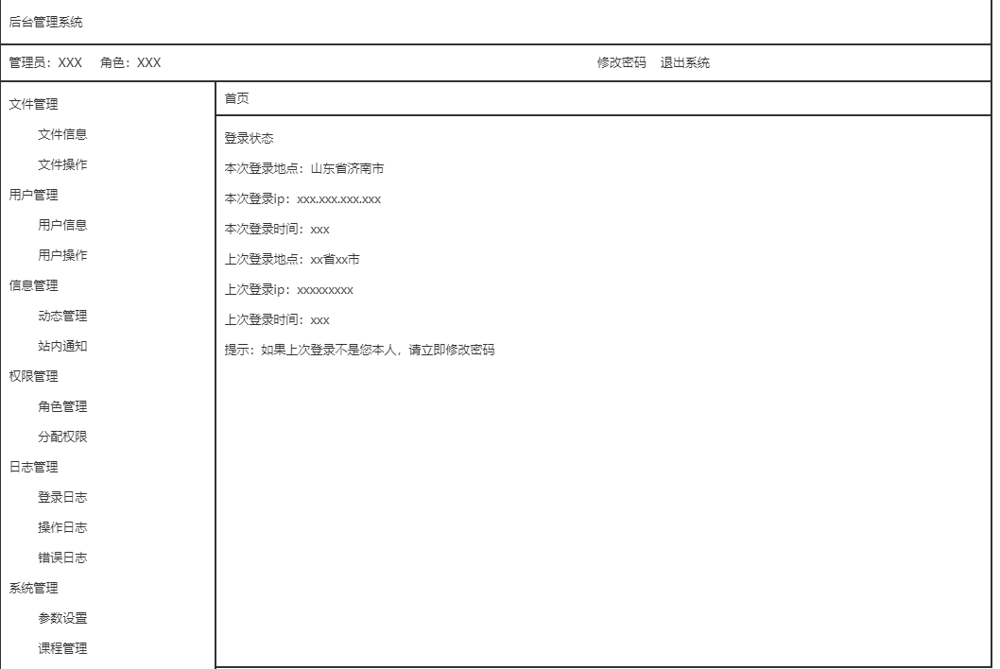 后台管理系统
管理员：XXX 角色：XXX 修改密码 退出系统
文件管理
文件信息
文件操作
用户管理
用户信息
用户操作
信息管理
动态管理
站内通知
权限管理
角色管理
分配权限
日志管理
登录日志
操作日志
错误日志
系统管理
参数设置
课程管理
首页
登录状态
本次登录地点：山东省济南市
本次登录ip：xxx.xxx.xxx.xxx
本次登录时间：xxx
上次登录地点：xx省xx市
上次登录ip：xxxxxxxxx
上次登录时间：xxx
提示：如果上次登录不是您本人，请立即修改密码